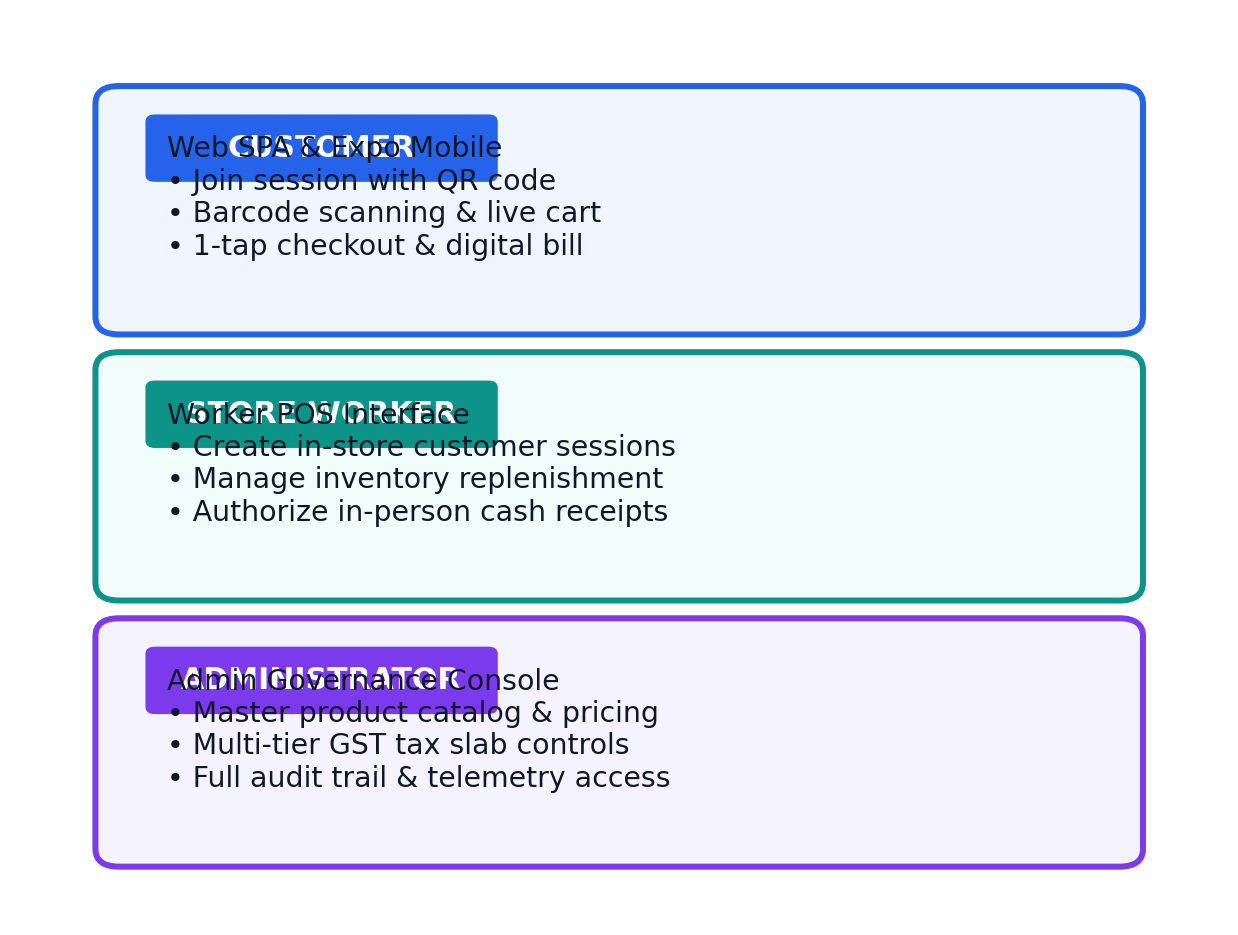 CUSTOMER
Web SPA & Expo Mobile
• Join session with QR code
• Barcode scanning & live cart
• 1-tap checkout & digital bill
STORE WORKER
Worker POS Interface
• Create in-store customer sessions
• Manage inventory replenishment
• Authorize in-person cash receipts
ADMINISTRATOR
Admin Governance Console
• Master product catalog & pricing
• Multi-tier GST tax slab controls
• Full audit trail & telemetry access